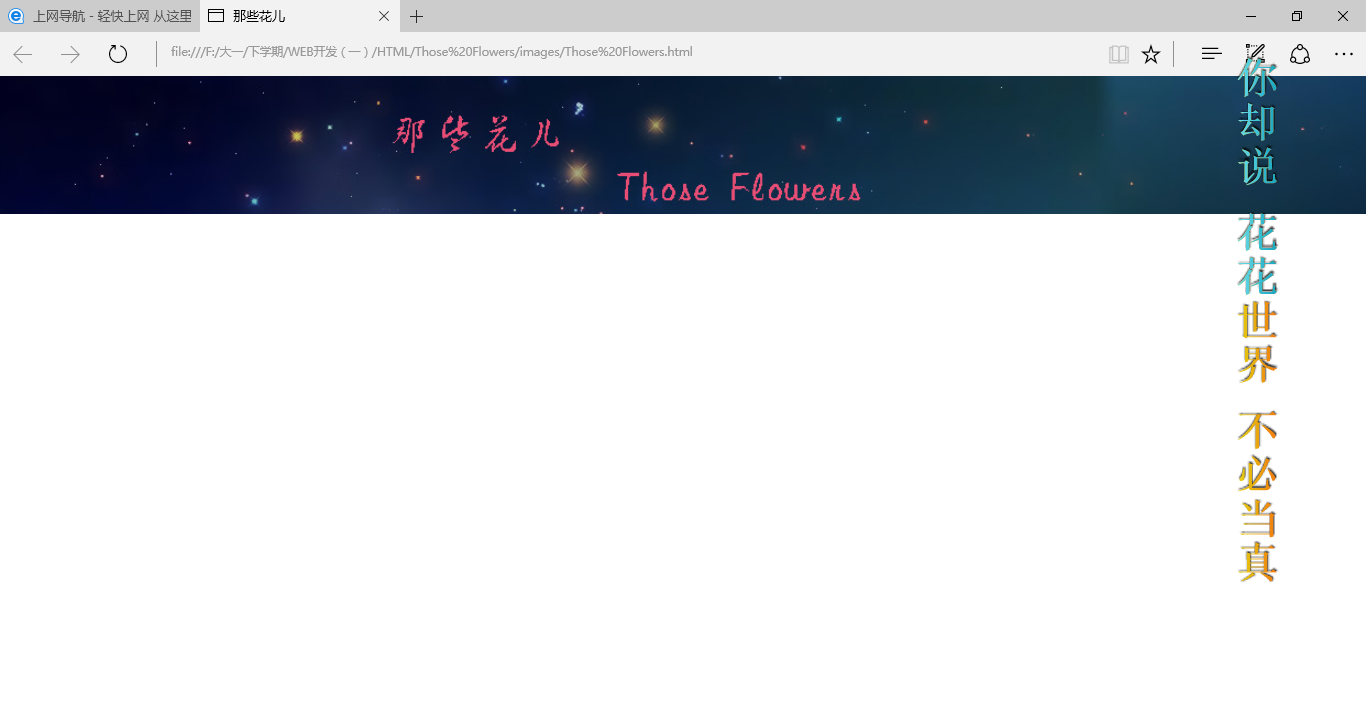 上网导航 - 轻快上网 从这里
那些花儿
file:///F:/大一/下学期/WEB开发（一）/HTML/Those%20Flowers/images/Those%20Flowers.html
那些花儿
Those Flowers
你却说 花花世界 不必当真